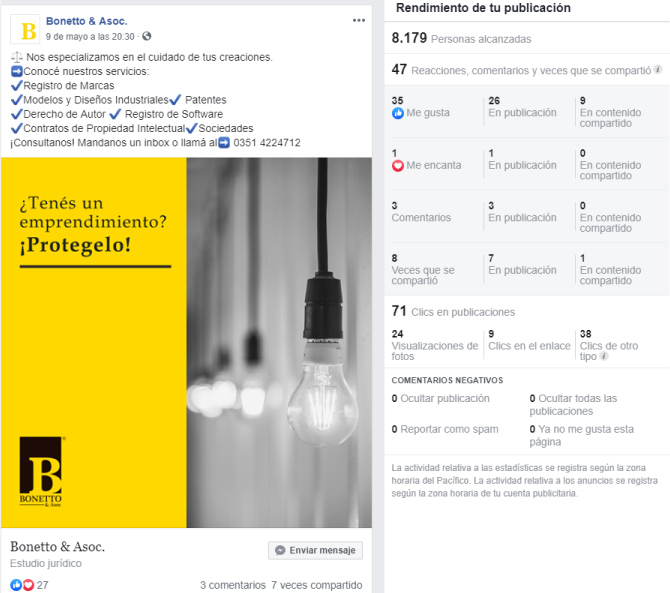 Bonetto & Asoc.
9 de mayo a las 20:30 ·
Nos especializamos en el cuidado de tus creaciones.
Conocé nuestros servicios:
Registro de Marcas
Modelos y Diseños Industriales Patentes
Derecho de Autor Registro de Software
Contratos de Propiedad Intelectual Sociedades
¡Consultanos! Mandanos un inbox o llamá al 0351 4224712
¿Tenés un
emprendimiento?
¡Protegelo!
B
BONETTO
& Asoc
Bonetto & Asoc.
Estudio jurídico
Enviar mensaje
27
3 comentarios 7 veces compartido
Rendimiento de tu publicación
8.179 Personas alcanzadas
47 Reacciones, comentarios y veces que se compartió
35 26 9
Me gusta En publicación En contenido
compartido
1 1 0
Me encanta En publicación En contenido
compartido
3 3 0
Comentarios En publicación En contenido
compartido
8 7 1
Veces que se En publicación En contenido
compartió compartido
71 Clics en publicaciones
24 9 38
Visualizaciones de Clics en el enlace Clics de otro
fotos tipo
COMENTARIOS NEGATIVOS
0 Ocultar publicación 0 Ocultar todas las
publicaciones
0 Reportar como spam 0 Ya no me gusta esta
página
La actividad relativa a las estadísticas se registra según la zona
horaria del Pacífico. La actividad relativa a los anuncios se registra
según la zona horaria de tu cuenta publicitaria.